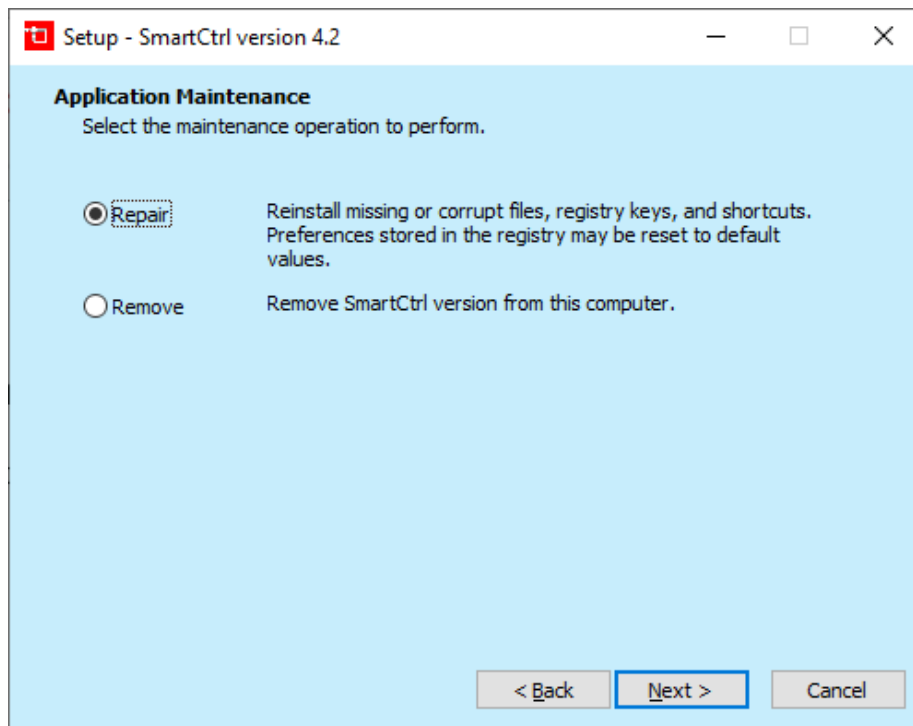 Setup - SmartCtrl version 4.2
Application Maintenance
Select the maintenance operation to perform.
Repair
Reinstall missing or corrupt files, registry keys, and shortcuts.
Preferences stored in the registry may be reset to default
values.
Remove
Remove SmartCtrl version from this computer.
< Back
Next >
Cancel